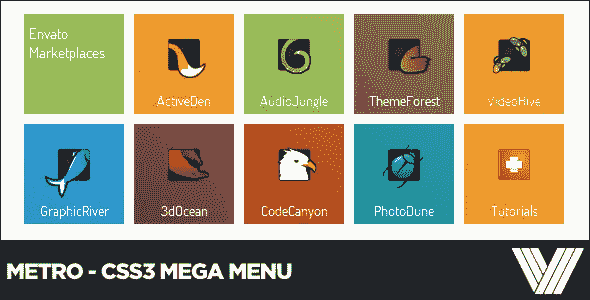 Envato
Marketplaces
ActiveDen
AudioJungle
ThemeForest
VideoHive
GraphicRiver
3dOcean
CodeCanyon
PhotoDune
Tutorials
METRO - CSS3 MEGA MENU